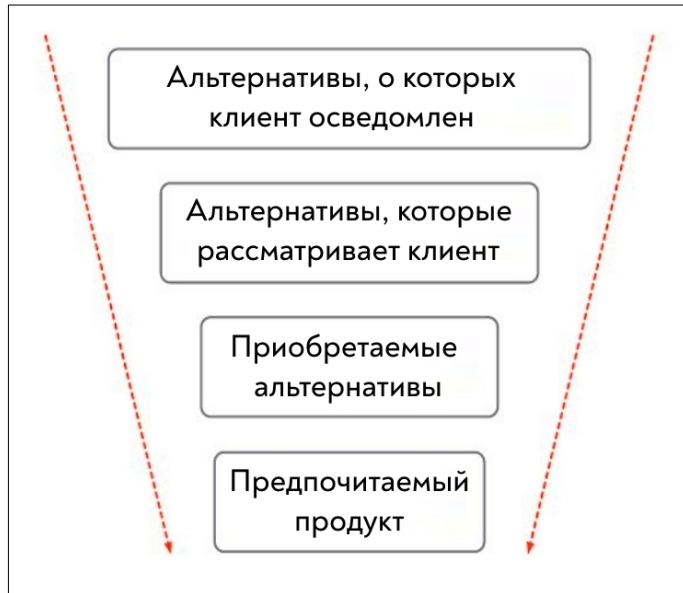 Альтернативы, о которых
клиент осведомлен
Альтернативы, которые
рассматривает клиент
Приобретаемые
альтернативы
Предпочитаемый
продукт